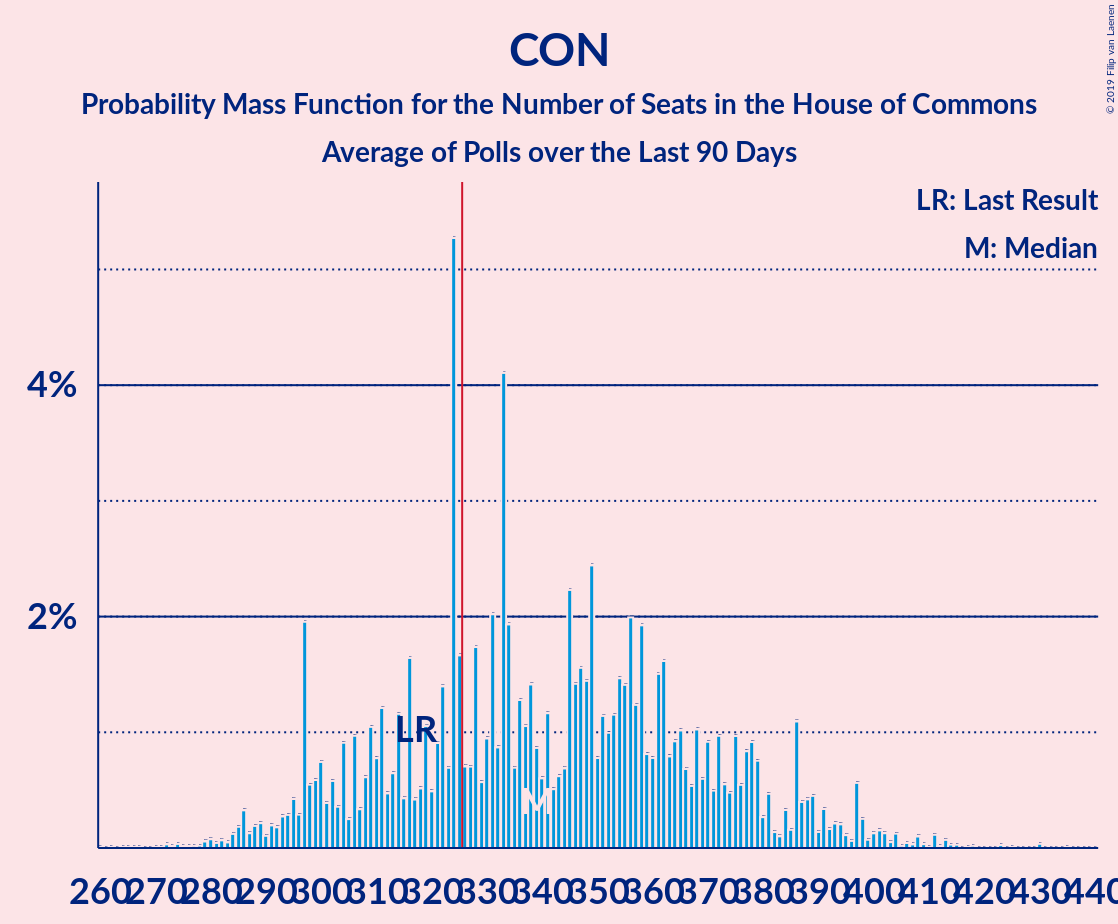 CON
Probability Mass Function for the Number of Seats in the House of Commons
Average of Polls over the Last 90 Days
© 2019 Filip van Laenen
LR: Last Result
M: Median
4%
2%
LR
M
260 270 280 290 300 310 320 330 340 350 360 370 380 390 400 410 420 430 440